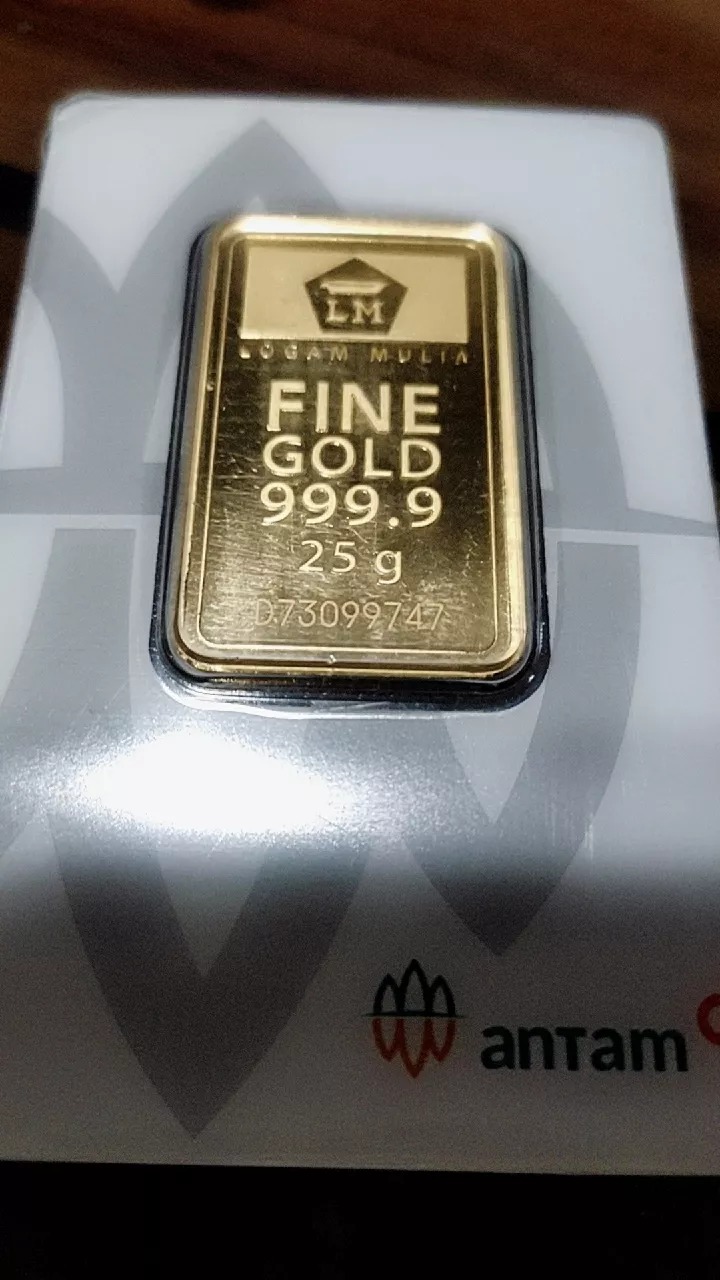 LM
LOGAM MULIA
FINE
GOLD
999.9
25 g
D73099747
antam